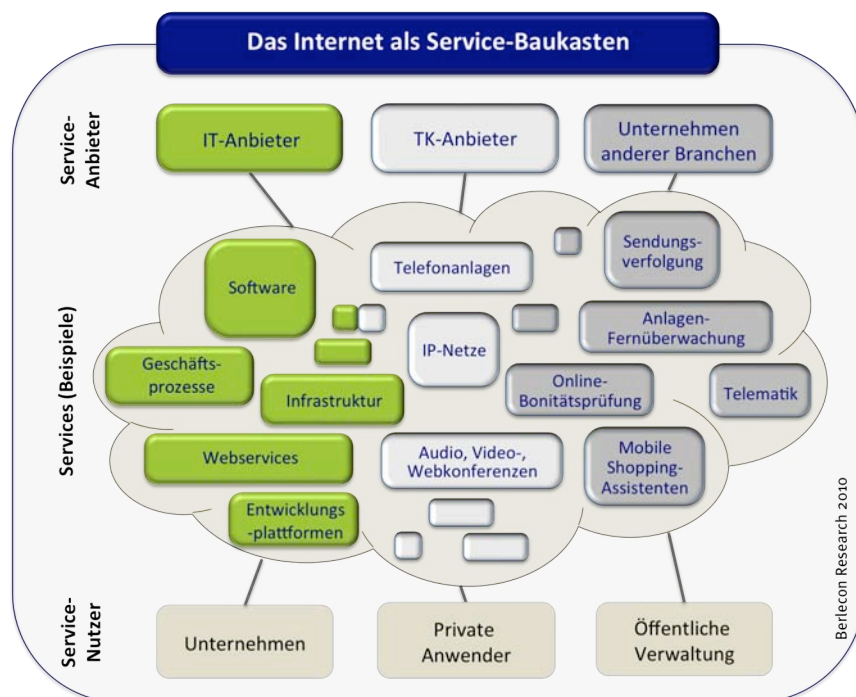 Das Internet als Service-Baukasten
Service-
Anbieter
IT-Anbieter
TK-Anbieter
Unternehmen
anderer Branchen
Services (Beispiele)
Software
Telefonanlagen
Sendungs-
verfolgung
IP-Netze
Anlagen-
Fernüberwachung
Geschäfts-
prozesse
Infrastruktur
Online-
Bonitätsprüfung
Telematik
Webservices
Audio, Video-,
Webkonferenzen
Mobile
Shopping-
Assistenten
Entwicklungs
-plattformen
Service-
Nutzer
Unternehmen
Private
Anwender
Öffentliche
Verwaltung
Berlecon Research 2010